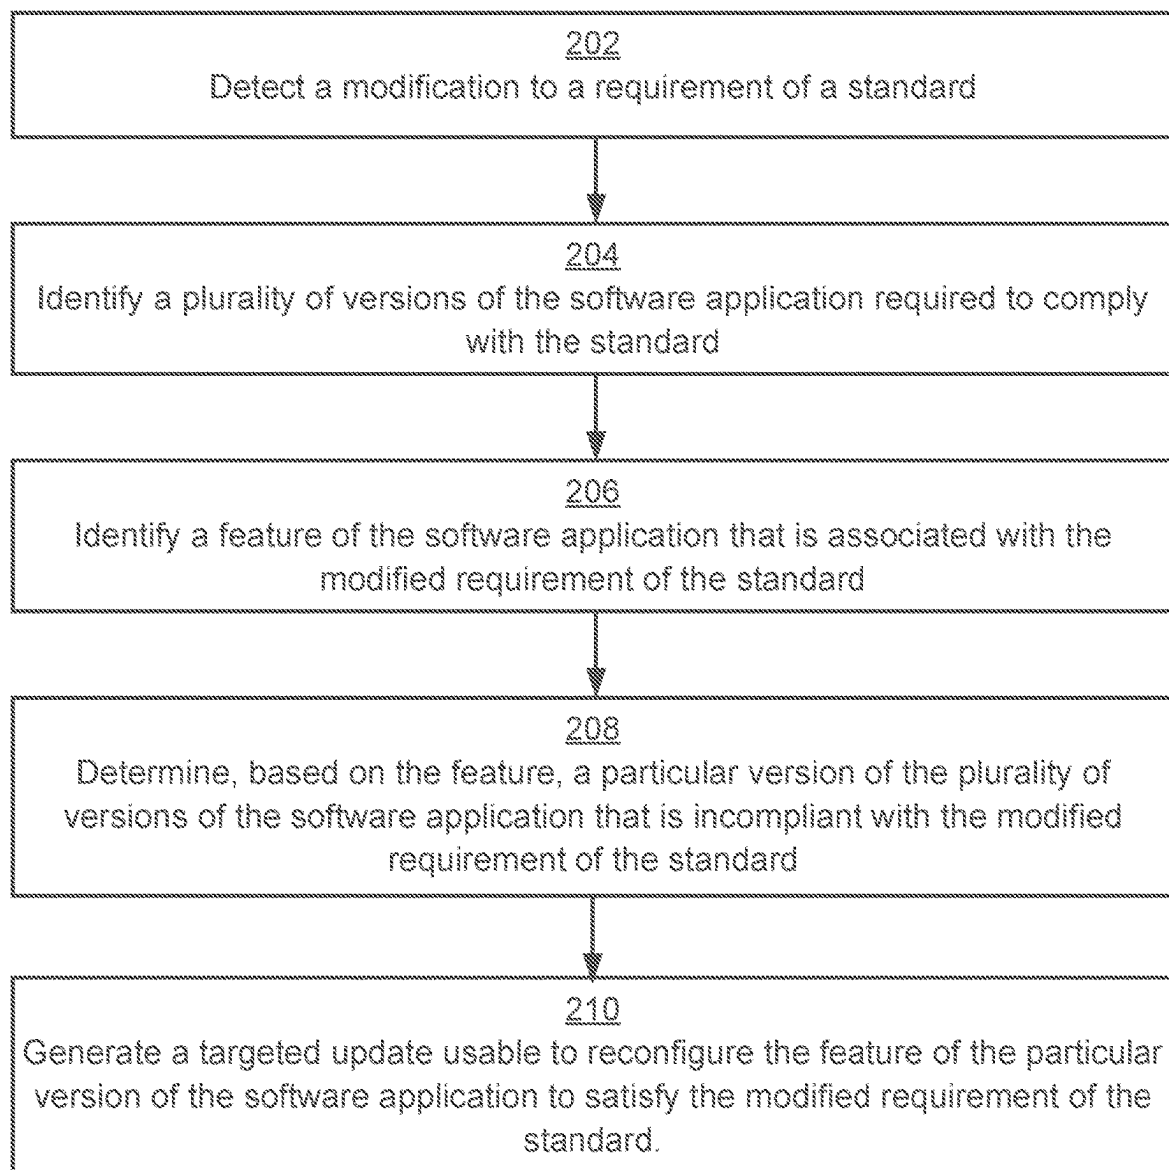 202
Detect a modification to a requirement of a standard
204
Identify a plurality of versions of the software application required to comply
with the standard
206
Identify a feature of the software application that is associated with the
modified requirement of the standard
208
Determine, based on the feature, a particular version of the plurality of
versions of the software application that is incompliant with the modified
requirement of the standard
210
Generate a targeted update usable to reconfigure the feature of the particular
version of the software application to satisfy the modified requirement of the
standard.